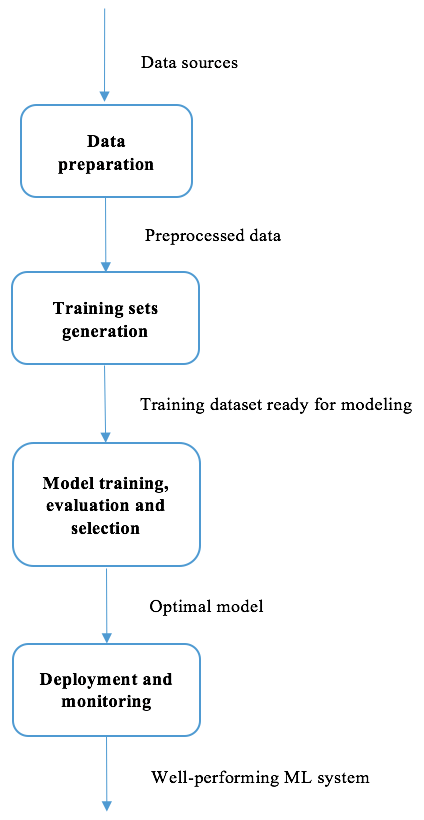 Data sources
Data
preparation
Preprocessed data
Training sets
generation
Training dataset ready for modeling
Model training,
evaluation and
selection
Optimal model
Deployment and
monitoring
Well-performing ML system